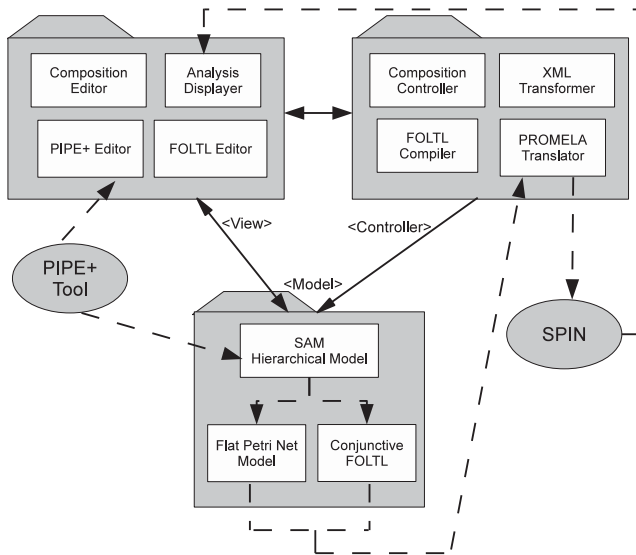 Composition
Editor
Analysis
Displayer
PIPE+ Editor
FOLTL Editor
Composition
Controller
XML
Transformer
FOLTL
Compiler
PROMELA
Translator
<View>
<Controller>
<Model>
PIPE+
Tool
SPIN
SAM
Hierarchical Model
Flat Petri Net
Model
Conjunctive
FOLTL